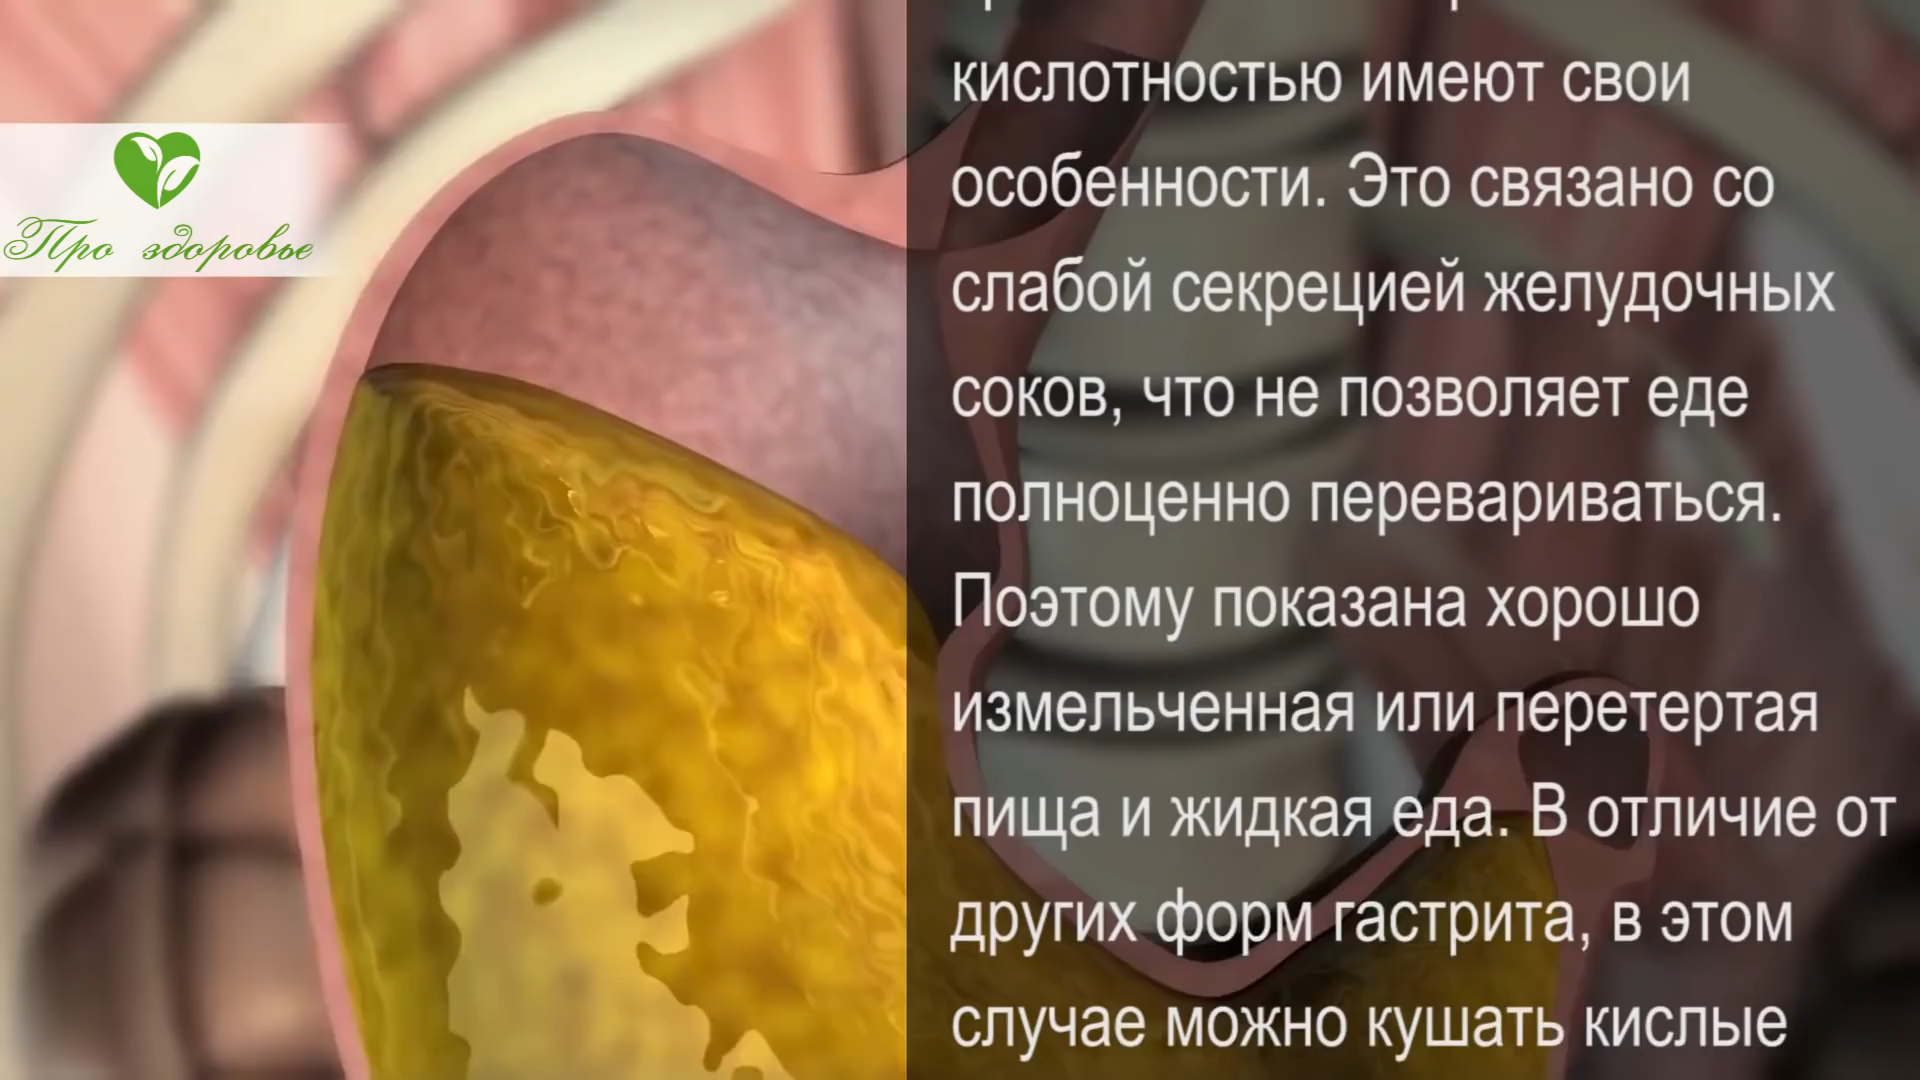 Про здоровье
кислотностью имеют свои
особенности. Это связано со
слабой секрецией желудочных
соков, что не позволяет еде
полноценно перевариваться.
Поэтому показана хорошо
измельченная или перетертая
пища и жидкая еда. В отличие от
других форм гастрита, в этом
случае можно кушать кислые